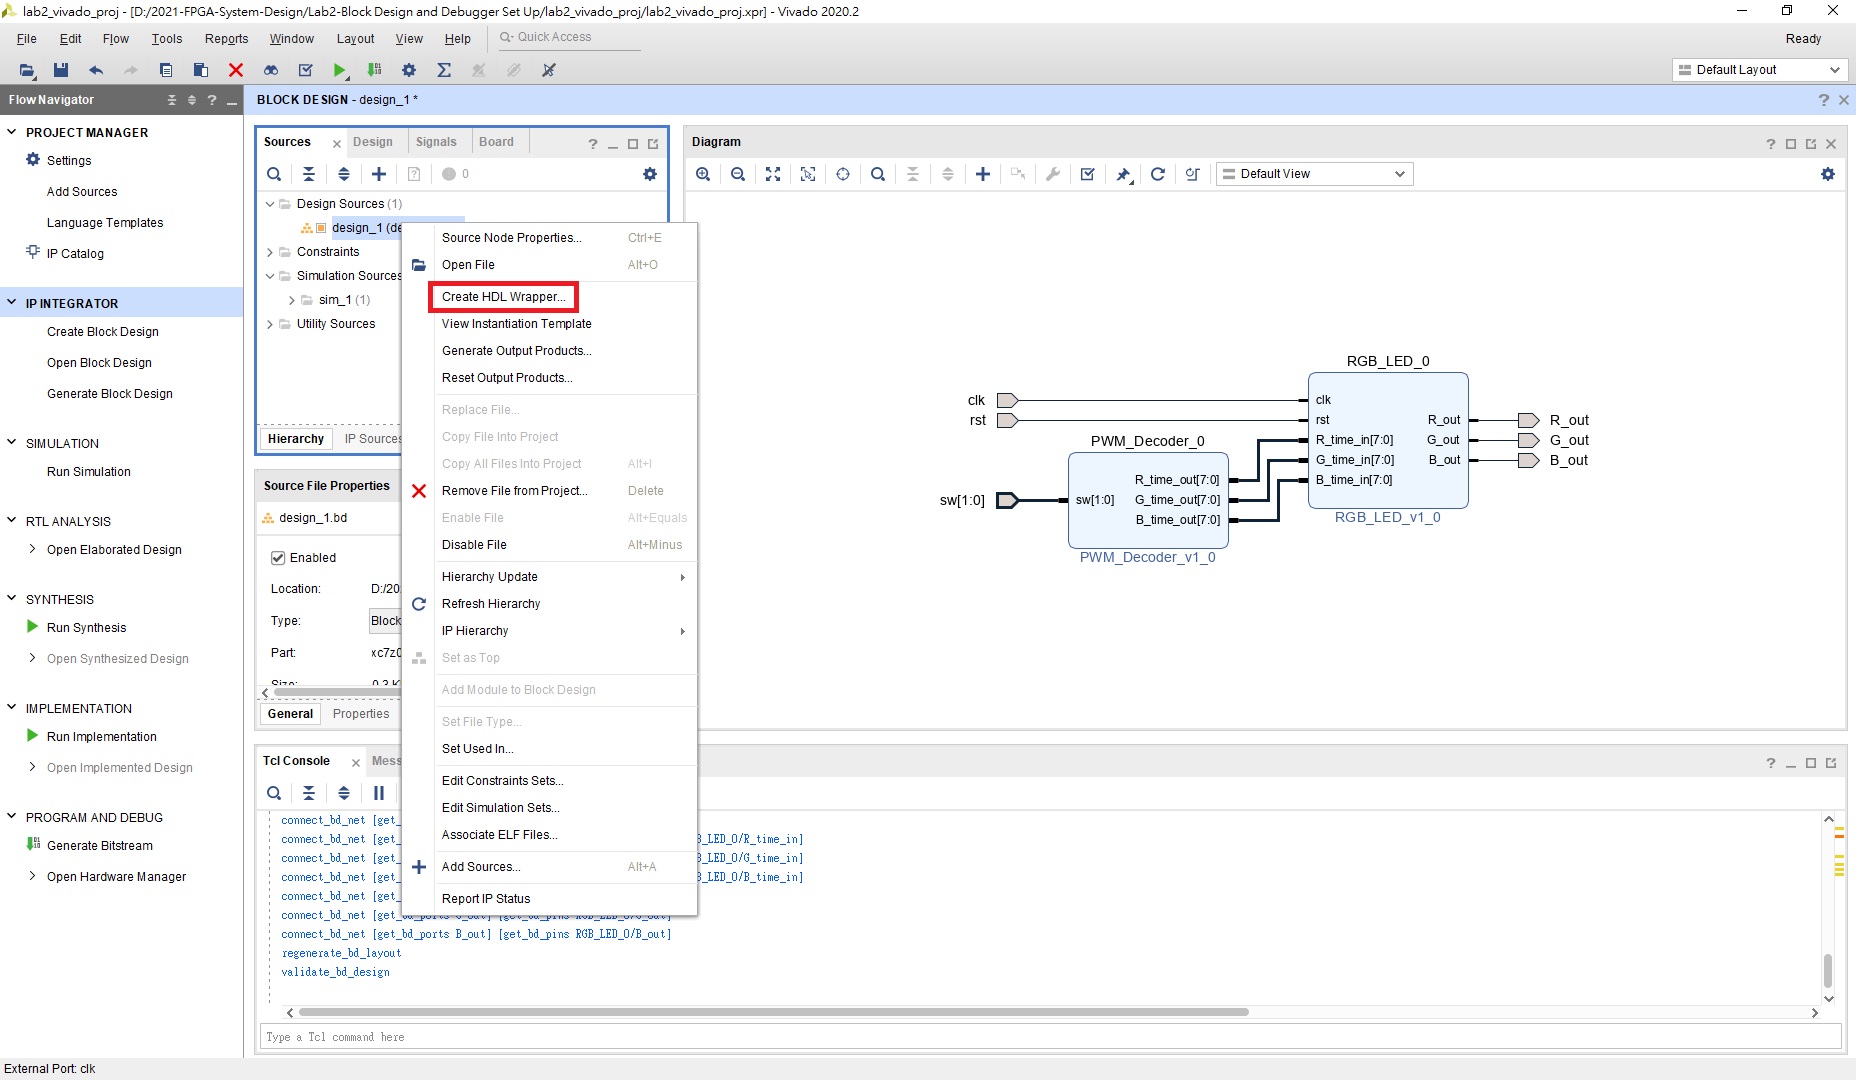 lab2_vivado_proj - [D:/2021-FPGA-System-Design/Lab2-Block Design and Debugger Set Up/lab2_vivado_proj/lab2_vivado_proj.xpr] - Vivado 2020.2
File Edit Flow Tools Reports Window Layout View Help Quick Access Ready
Default Layout
Flow Navigator
PROJECT MANAGER
Settings
Add Sources
Language Templates
IP Catalog
IP INTEGRATOR
Create Block Design
Open Block Design
Generate Block Design
SIMULATION
Run Simulation
RTL ANALYSIS
Open Elaborated Design
SYNTHESIS
Run Synthesis
Open Synthesized Design
IMPLEMENTATION
Run Implementation
Open Implemented Design
PROGRAM AND DEBUG
Generate Bitstream
Open Hardware Manager
BLOCK DESIGN - design_1 *
Sources Design Signals Board
0
Design Sources (1)
design_1 (de
Constraints
Simulation Sources
sim_1 (1)
Utility Sources
Hierarchy IP Sources
Source File Properties
design_1.bd
Enabled
Location: D:/20
Type: Block
Part: xc7z0
Size:
General Properties
Source Node Properties... Ctrl+E
Open File Alt+O
Create HDL Wrapper...
View Instantiation Template
Generate Output Products...
Reset Output Products...
Replace File...
Copy File Into Project
Copy All Files Into Project Alt+I
Remove File from Project... Delete
Enable File Alt+Equals
Disable File Alt+Minus
Hierarchy Update
Refresh Hierarchy
IP Hierarchy
Set as Top
Add Module to Block Design
Set File Type...
Set Used In...
Edit Constraints Sets...
Edit Simulation Sets...
Associate ELF Files...
Add Sources... Alt+A
Report IP Status
Diagram
Default View
RGB_LED_0
clk
rst
clk
rst
R_time_in[7:0]
G_time_in[7:0]
B_time_in[7:0]
R_out
G_out
B_out
R_out
G_out
B_out
RGB_LED_v1_0
PWM_Decoder_0
sw[1:0]
sw[1:0]
R_time_out[7:0]
G_time_out[7:0]
B_time_out[7:0]
PWM_Decoder_v1_0
Tcl Console Mess
connect_bd_net [get_
connect_bd_net [get_ B_LED_0/R_time_in]
connect_bd_net [get_ B_LED_0/G_time_in]
connect_bd_net [get_ B_LED_0/B_time_in]
connect_bd_net [get_
connect_bd_net [get_bd_ports G_out] [get_bd_pins RGB_LED_0/G_out]
connect_bd_net [get_bd_ports B_out] [get_bd_pins RGB_LED_0/B_out]
regenerate_bd_layout
validate_bd_design
Type a Tcl command here
External Port: clk